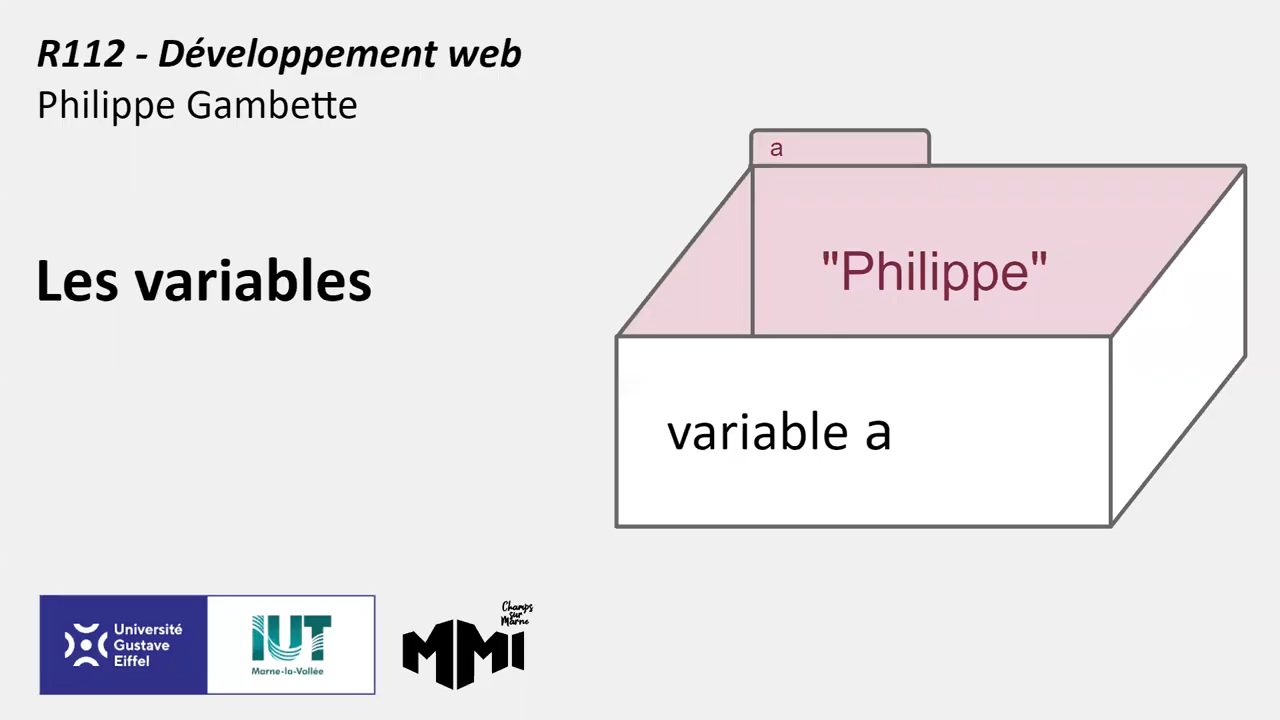 R112 - Développement web
Philippe Gambette
Les variables
a
"Philippe"
variable a
Université
Gustave
Eiffel
IUT
Marne-la-Vallée
Champs
sur
Marne
MMI